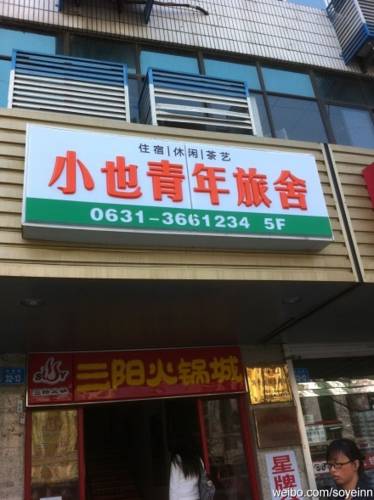 住宿|休闲|茶艺
小也青年旅舍
0631-3661234 5F
三阳火锅城
星牌
weibo.com/soyeinn